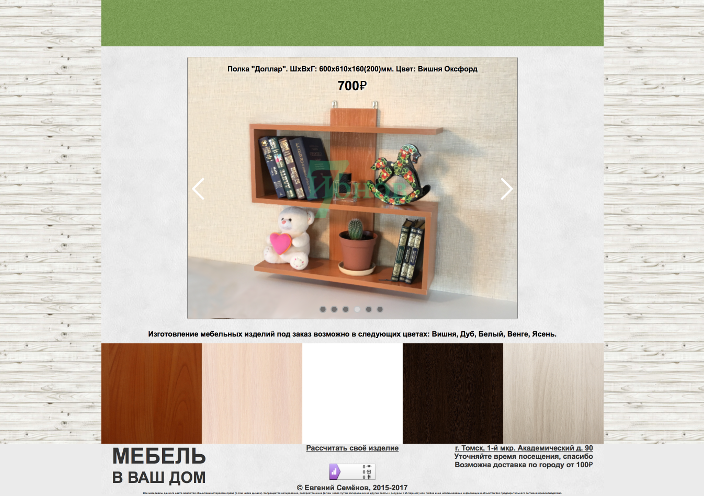 Полка "Доллар". ШхВхГ: 600х610х160(200)мм. Цвет: Вишня Оксфорд
700₽
Изготовление мебельных изделий под заказ возможно в следующих цветах: Вишня, Дуб, Белый, Венге, Ясень.
МЕБЕЛЬ
В ВАШ ДОМ
Рассчитать своё изделие
г. Томск, 1-й мкр. Академический д. 90
Уточняйте время посещения, спасибо
Возможна доставка по городу от 100₽
© Евгений Семёнов, 2015-2017